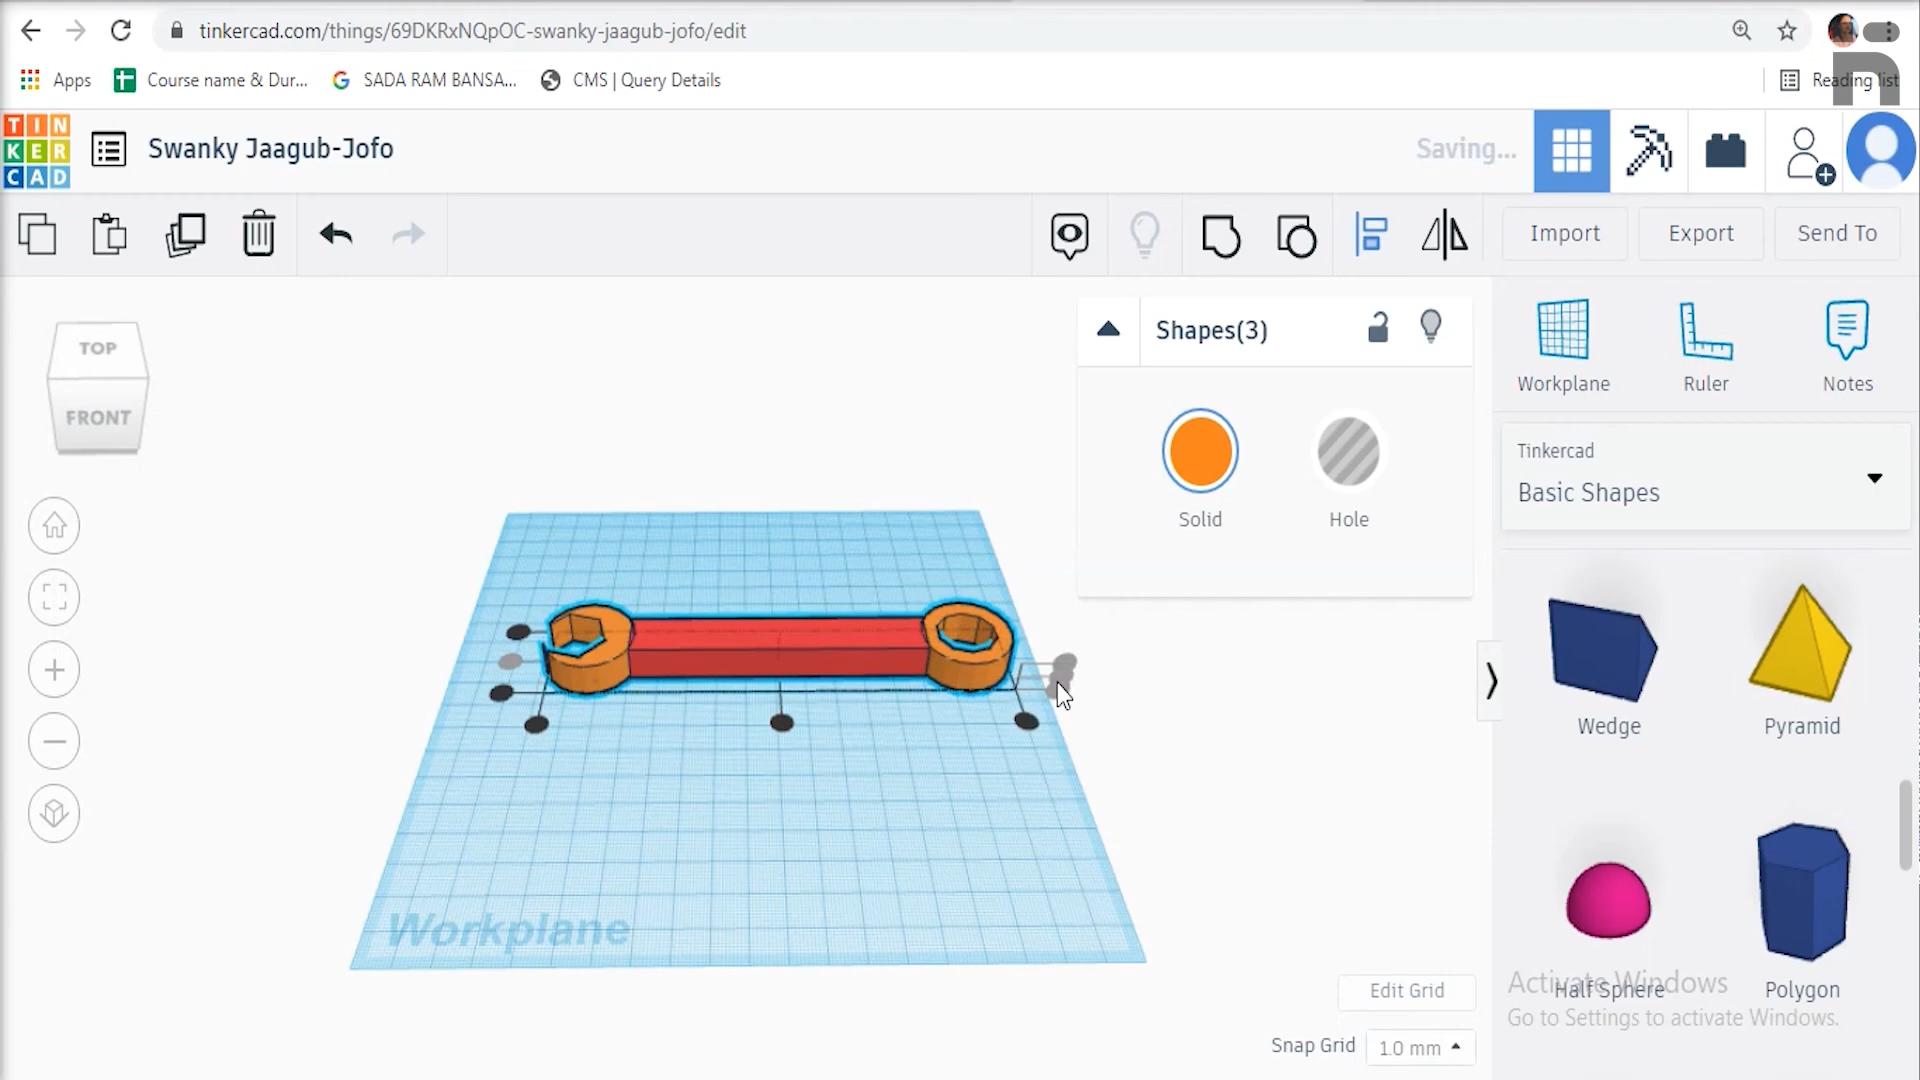 tinkercad.com/things/69DKRxNQpOC-swanky-jaagub-jofo/edit
Apps
Course name & Dur...
SADA RAM BANSA...
CMS | Query Details
Reading list
n
TIN
KER
CAD
Swanky Jaagub-Jofo
Saving...
Import
Export
Send To
TOP
FRONT
Shapes(3)
Solid
Hole
Workplane
Ruler
Notes
Tinkercad
Basic Shapes
Wedge
Pyramid
Half Sphere
Polygon
Workplane
Edit Grid
Snap Grid
1.0 mm
Activate Windows
Go to Settings to activate Windows.